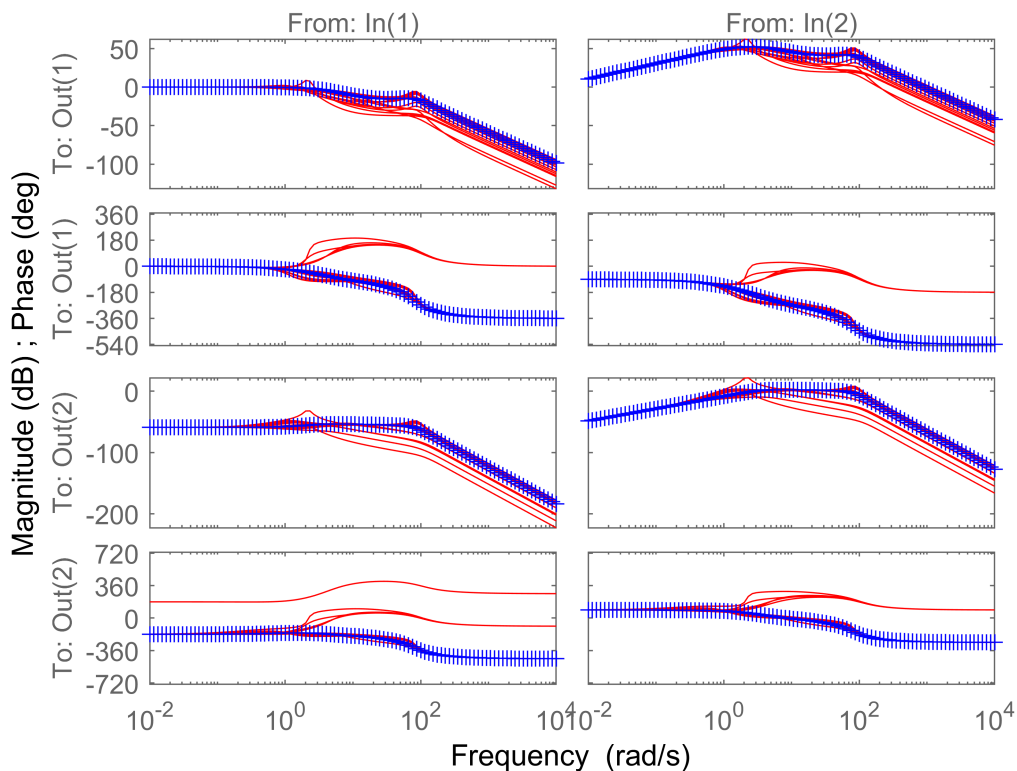 From: In(1)
From: In(2)
Magnitude (dB) ; Phase (deg)
To: Out(1)
50
0
-50
-100
To: Out(1)
360
180
0
-180
-360
-540
To: Out(2)
0
-100
-200
To: Out(2)
720
360
0
-360
-720
10^-2 10^0 10^2 10^4
10^-2 10^0 10^2 10^4
Frequency (rad/s)